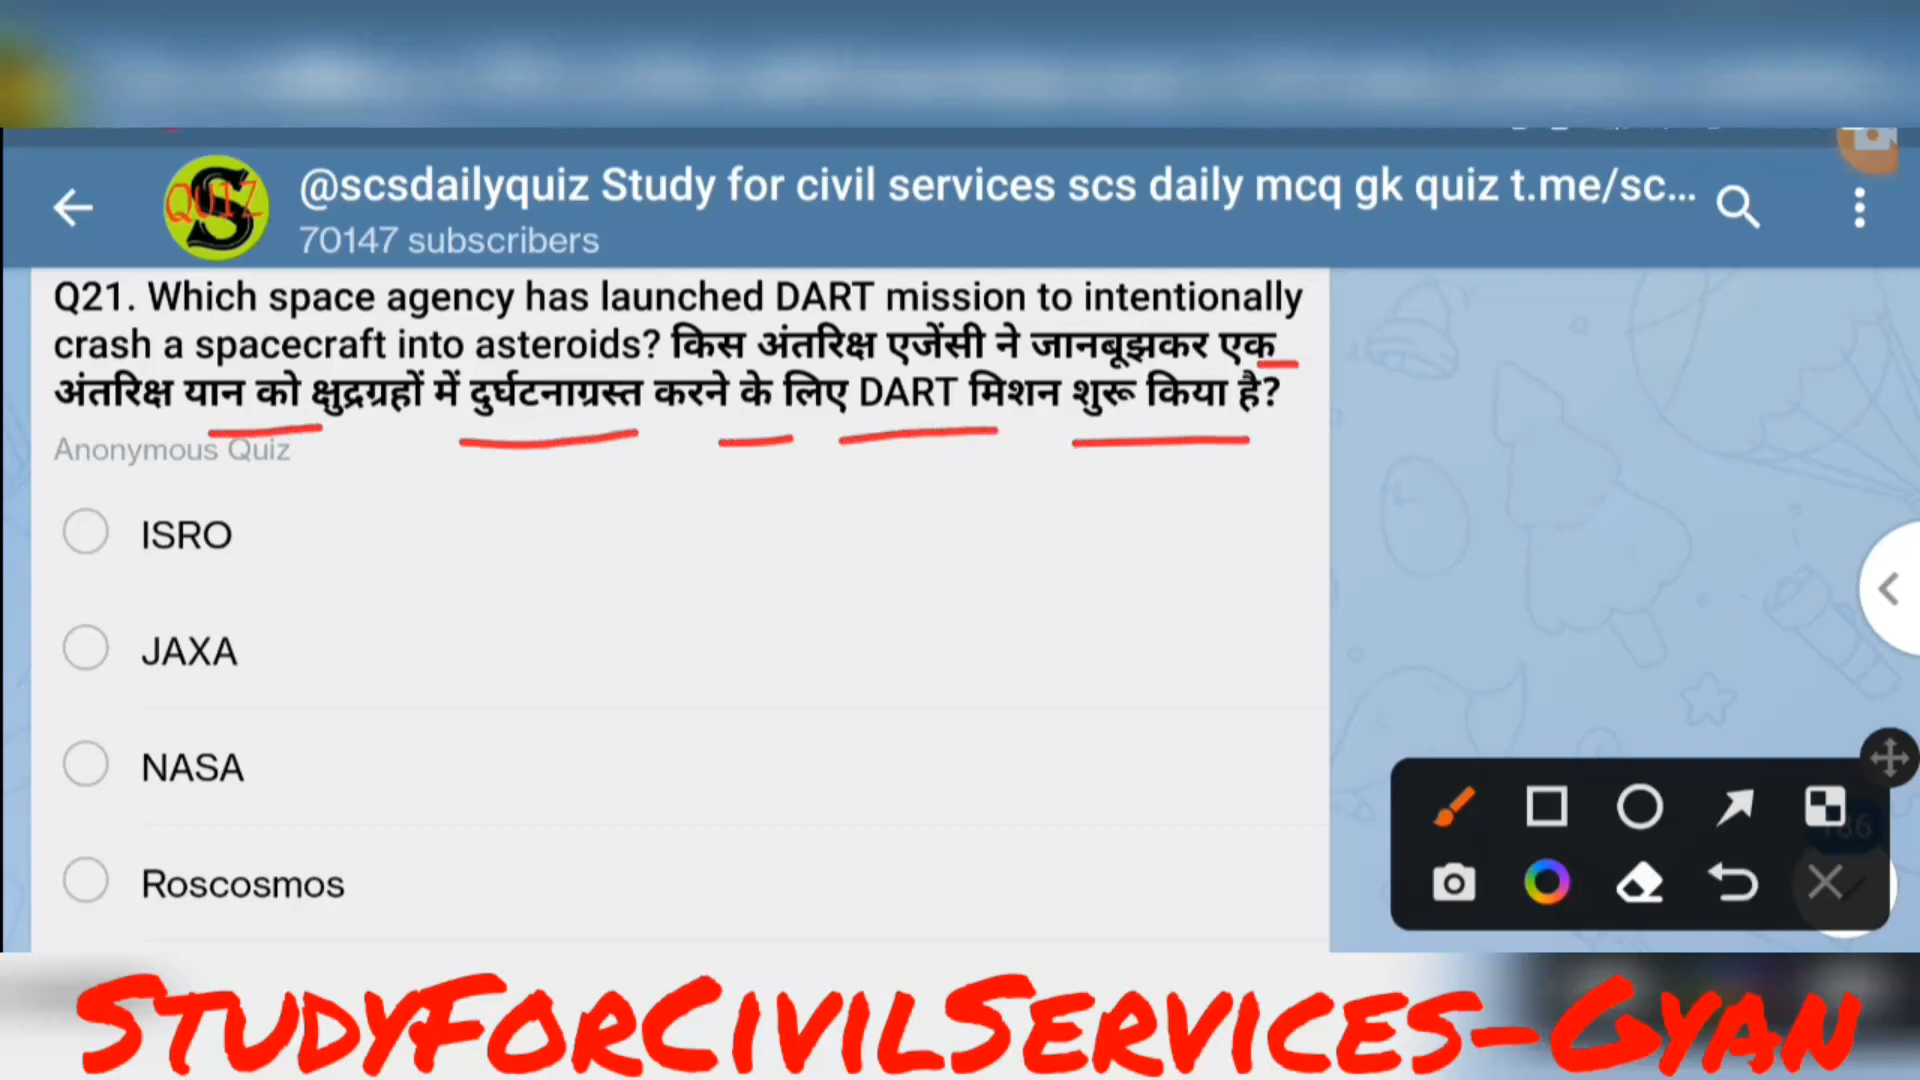 @scsdailyquiz Study for civil services scs daily mcq gk quiz t.me/sc...
QUIZ
S
70147 subscribers
Q21. Which space agency has launched DART mission to intentionally
crash a spacecraft into asteroids? किस अंतरिक्ष एजेंसी ने जानबूझकर एक
अंतरिक्ष यान को क्षुद्रग्रहों में दुर्घटनाग्रस्त करने के लिए DART मिशन शुरू किया है?
Anonymous Quiz
ISRO
JAXA
NASA
Roscosmos
StudyForCivilServices-Gyan